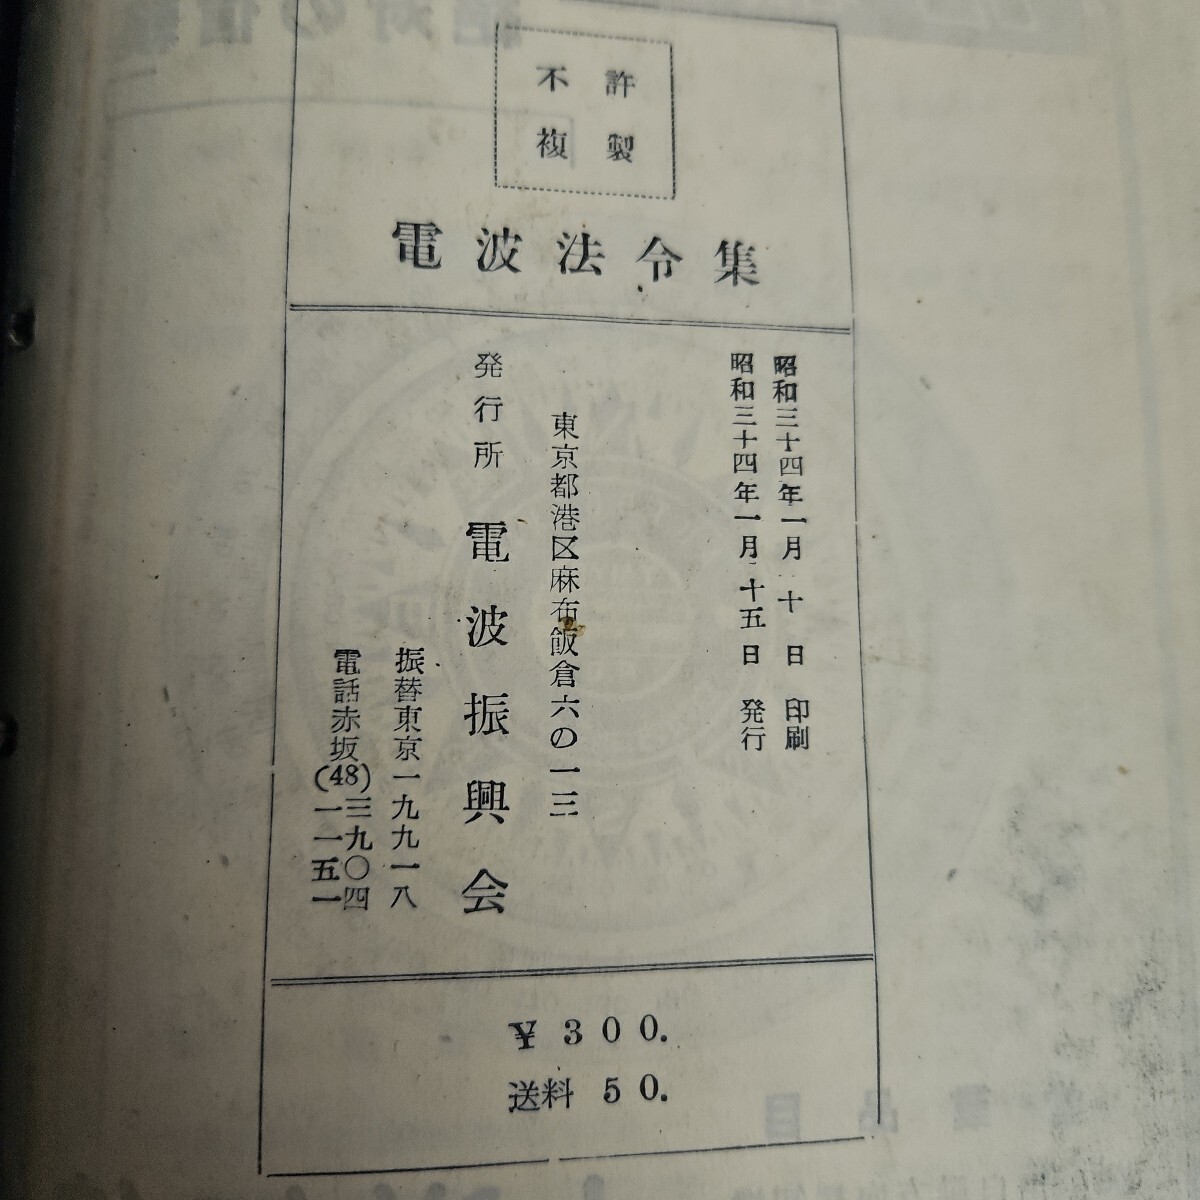 不許
複製
電波法令集
昭和三十四年一月 十 日 印刷
昭和三十四年一月 十五 日 発行
東京都港区麻布飯倉六の一三
発行所 電波振興会
振替東京一九九一八
電話赤坂(48)三九〇四
一一五一
¥300.
送料 50.
品目